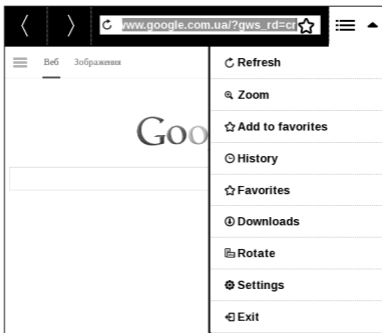 www.google.com.ua/?gws_rd=cr
Refresh
Веб Зображення
Zoom
Goo
Add to favorites
History
Favorites
Downloads
Rotate
Settings
Exit